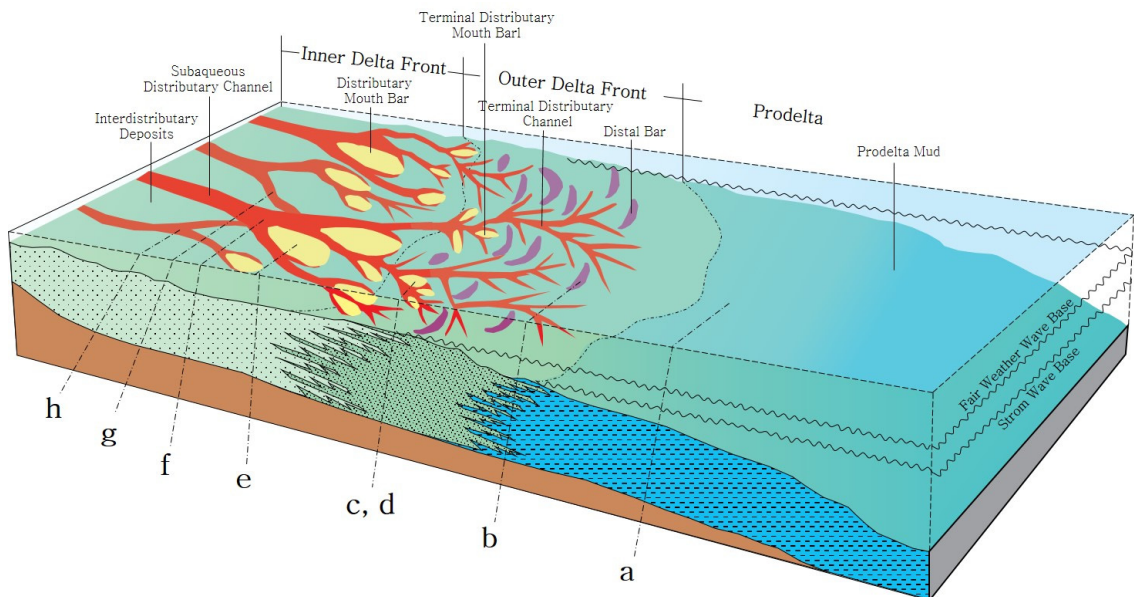 Terminal Distributary
Mouth Barl
Inner Delta Front
Subaqueous
Distributary Channel
Distributary
Mouth Bar
Outer Delta Front
Interdistributary
Deposits
Terminal Distributary
Channel
Distal Bar
Prodelta
Prodelta Mud
Fair Weather Wave Base
Strom Wave Base
h
g
f
e
c, d
b
a